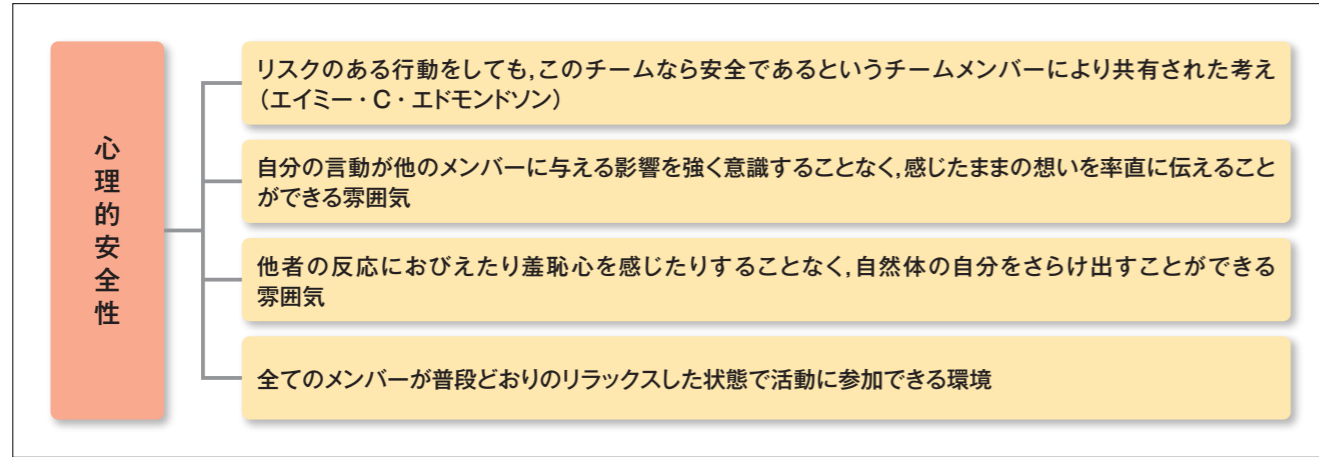 心理的安全性
リスクのある行動をしても,このチームなら安全であるというチームメンバーにより共有された考え
（エイミー・C・エドモンドソン）
自分の言動が他のメンバーに与える影響を強く意識することなく,感じたままの想いを率直に伝えること
ができる雰囲気
他者の反応におびえたり羞恥心を感じたりすることなく,自然体の自分をさらけ出すことができる
雰囲気
全てのメンバーが普段どおりのリラックスした状態で活動に参加できる環境